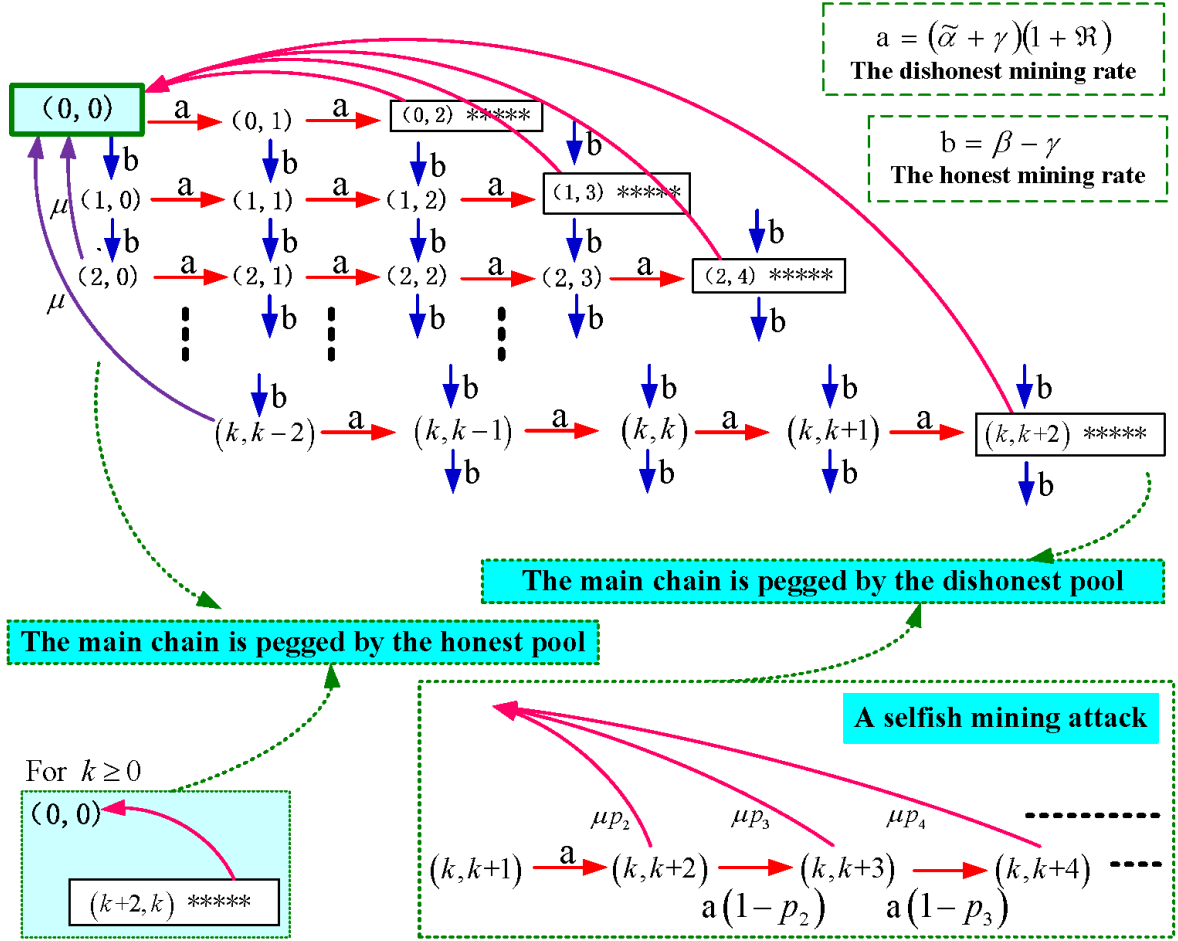 a = (α̃ + γ)(1 + ℜ)
The dishonest mining rate
b = β − γ
The honest mining rate
(0, 0) a (0, 1) a (0, 2) *****
b b b b
(1, 0) a (1, 1) a (1, 2) a (1, 3) *****
μ b b b b b
(2, 0) a (2, 1) a (2, 2) a (2, 3) a (2, 4) *****
μ b b b b
b b b b b
(k, k−2) a (k, k−1) a (k, k) a (k, k+1) a (k, k+2) *****
b b b b
The main chain is pegged by the dishonest pool
The main chain is pegged by the honest pool
A selfish mining attack
For k ≥ 0
(0, 0)
(k+2, k) *****
μp₂ μp₃ μp₄
(k, k+1) a (k, k+2) (k, k+3) (k, k+4)
a(1− p₂) a(1− p₃)